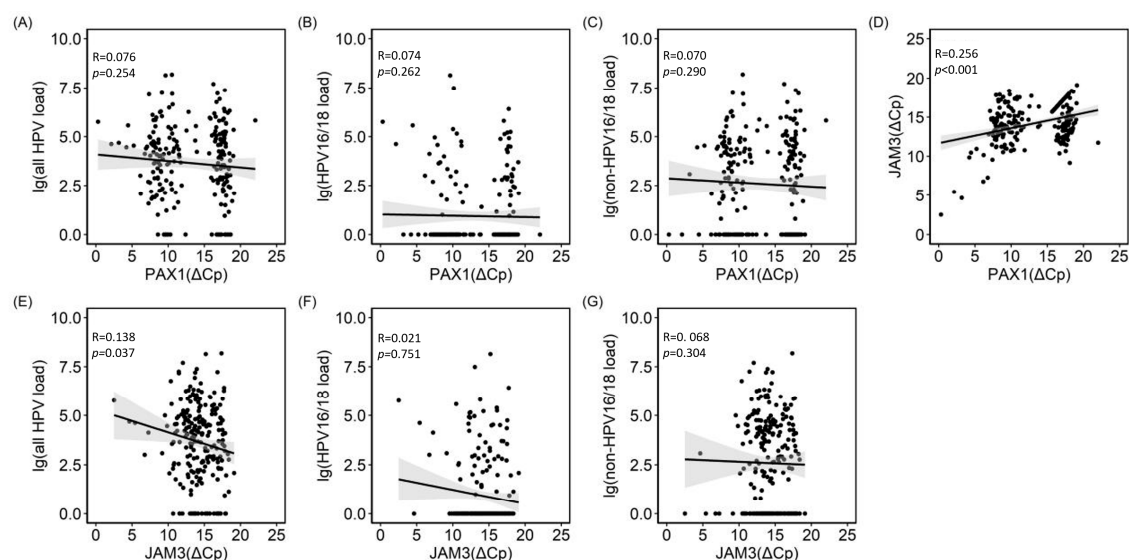 (A)
lg(all HPV load)
10.0
7.5
5.0
2.5
0.0
R=0.076
p=0.254
0 5 10 15 20 25
PAX1(ΔCp)
(B)
lg(HPV16/18 load)
10.0
7.5
5.0
2.5
0.0
R=0.074
p=0.262
0 5 10 15 20 25
PAX1(ΔCp)
(C)
lg(non-HPV16/18 load)
10.0
7.5
5.0
2.5
0.0
R=0.070
p=0.290
0 5 10 15 20 25
PAX1(ΔCp)
(D)
JAM3(ΔCp)
25
20
15
10
5
0
R=0.256
p<0.001
0 5 10 15 20 25
PAX1(ΔCp)
(E)
lg(all HPV load)
10.0
7.5
5.0
2.5
0.0
R=0.138
p=0.037
0 5 10 15 20 25
JAM3(ΔCp)
(F)
lg(HPV16/18 load)
10.0
7.5
5.0
2.5
0.0
R=0.021
p=0.751
0 5 10 15 20 25
JAM3(ΔCp)
(G)
lg(non-HPV16/18 load)
10.0
7.5
5.0
2.5
0.0
R=0. 068
p=0.304
0 5 10 15 20 25
JAM3(ΔCp)